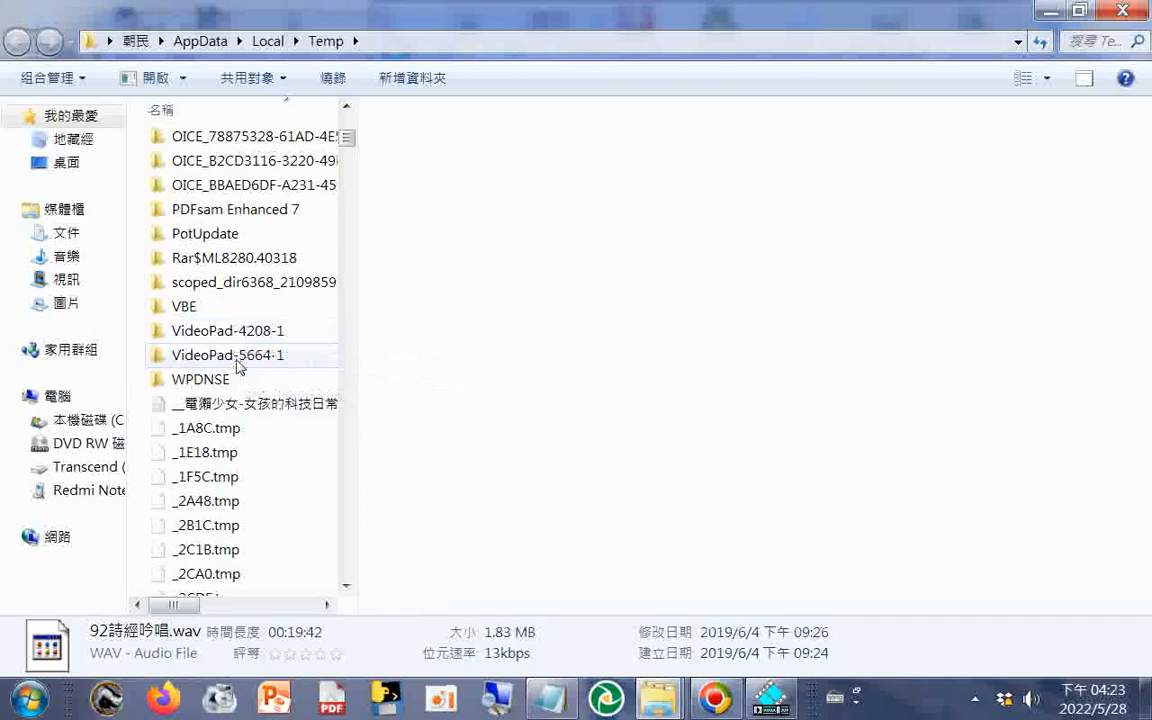 朝民 AppData Local Temp 搜尋 Te...
組合管理 開啟 共用對象 燒錄 新增資料夾
我的最愛
地藏經
桌面
媒體櫃
文件
音樂
視訊
圖片
家用群組
電腦
本機磁碟 (C
DVD RW 磁
Transcend (
Redmi Note
網路
名稱
OICE_78875328-61AD-4E
OICE_B2CD3116-3220-49
OICE_BBAED6DF-A231-45
PDFsam Enhanced 7
PotUpdate
Rar$ML8280.40318
scoped_dir6368_2109859
VBE
VideoPad-4208-1
VideoPad-5664-1
WPDNSE
__電獺少女-女孩的科技日常
_1A8C.tmp
_1E18.tmp
_1F5C.tmp
_2A48.tmp
_2B1C.tmp
_2C1B.tmp
_2CA0.tmp
92詩經吟唱.wav 時間長度: 00:19:42 大小: 1.83 MB 修改日期: 2019/6/4 下午 09:26
WAV - Audio File 評等: 位元速率: 13kbps 建立日期: 2019/6/4 下午 09:24
PDF
下午 04:23
2022/5/28